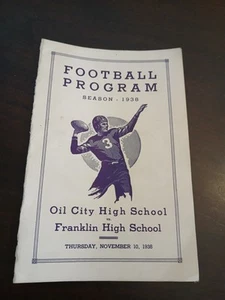 FOOTBALL
PROGRAM
SEASON - 1938
3
Oil City High School
vs
Franklin High School
THURSDAY, NOVEMBER 10, 1938